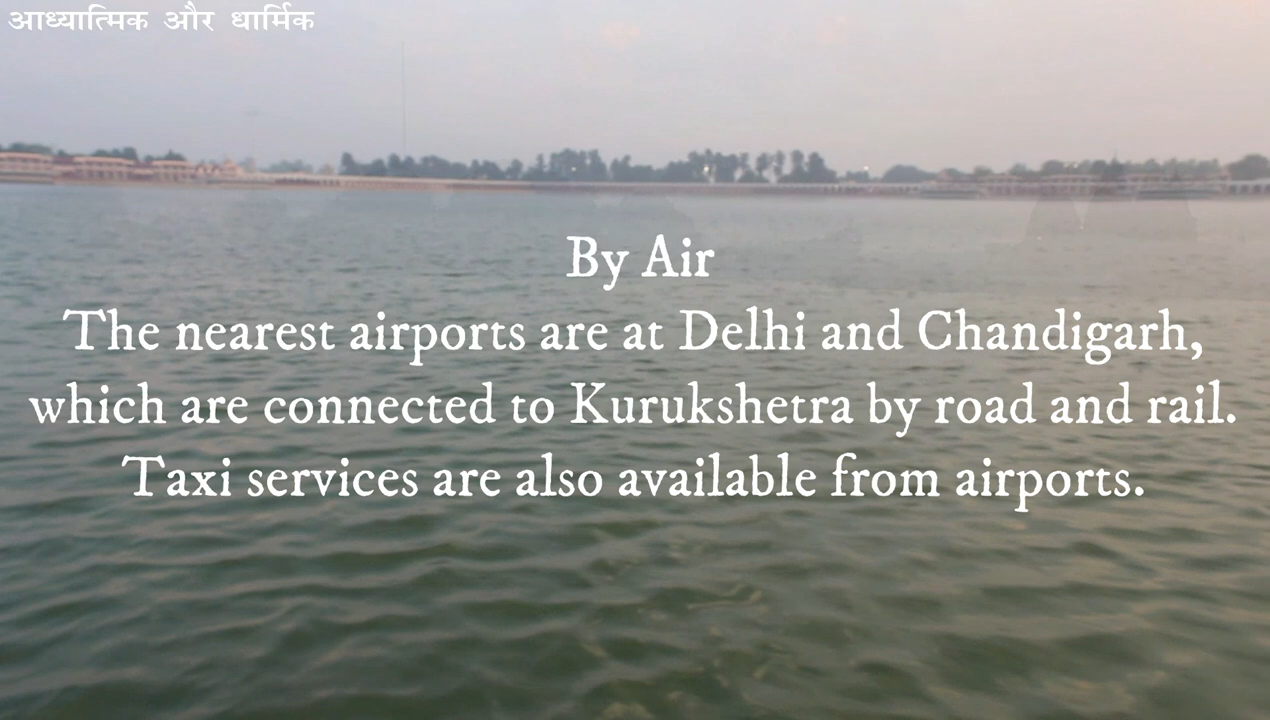 आध्यात्मिक और धार्मिक
By Air
The nearest airports are at Delhi and Chandigarh,
which are connected to Kurukshetra by road and rail.
Taxi services are also available from airports.